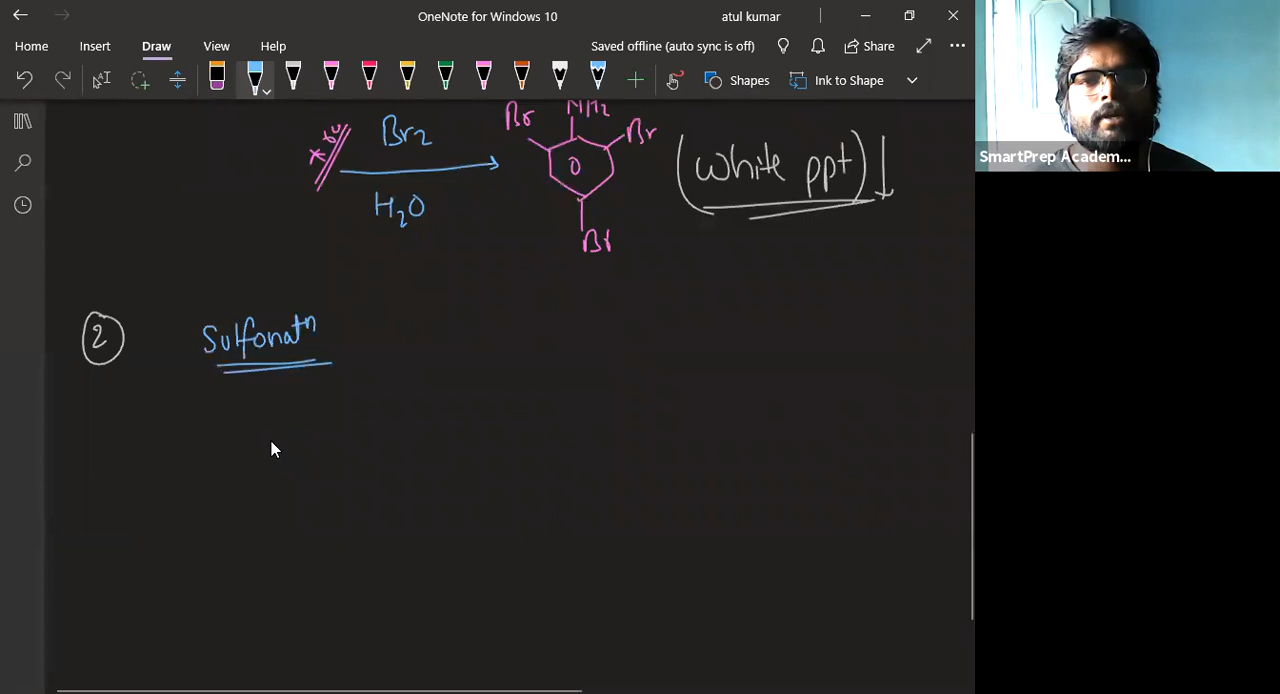 OneNote for Windows 10
atul kumar
Home Insert Draw View Help
Saved offline (auto sync is off)
Share
Shapes
Ink to Shape
SmartPrep Academ...
Br2
H2O
NH2
Br
Br
Br
(white ppt)↓
2 Sulfonatn